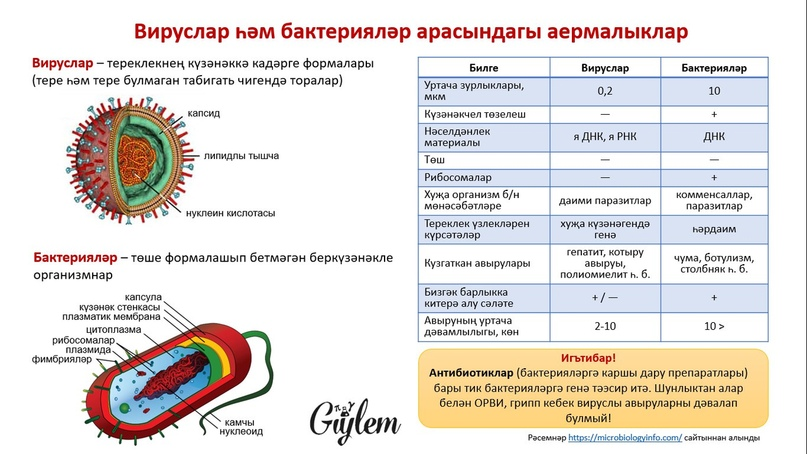 Вируслар һәм бактерияләр арасындагы аермалыклар
Вируслар – тереклекнең күзәнәккә кадәрге формалары
(тере һәм тере булмаган табигать чигендә торалар)
капсид
липидлы тышча
нуклеин кислотасы
Бактерияләр – төше формалашып бетмәгән беркүзәнәкле
организмнар
капсула
күзәнәк стенкасы
плазматик мембрана
цитоплазма
рибосомалар
плазмида
фимбрияләр
камчы
нуклеоид
Giylem
Билге Вируслар Бактерияләр
Уртача зурлыклары,
мкм 0,2 10
Күзәнәкчел төзелеш — +
Нәселдәнлек
материалы я ДНК, я РНК ДНК
Төш — —
Рибосомалар — +
Хуҗа организм б/н
мөнәсәбәтләре даими паразитлар комменсаллар,
паразитлар
Тереклек үзлекләрен
күрсәтәләр хуҗа күзәнәгендә
генә һәрдаим
Кузгаткан авырулары гепатит, котыру
авыруы,
полиомиелит һ. б. чума, ботулизм,
столбняк һ. б.
Бизгәк барлыкка
китерә алу сәләте + / — +
Авыруның уртача
дәвамлылыгы, көн 2-10 10 >
Игътибар!
Антибиотиклар (бактерияләргә каршы дару препаратлары)
бары тик бактерияләргә генә тәэсир итә. Шунлыктан алар
белән ОРВИ, грипп кебек вируслы авыруларны дәвалап
булмый!
Рәсемнәр https://microbiologyinfo.com/ сайтыннан алынды